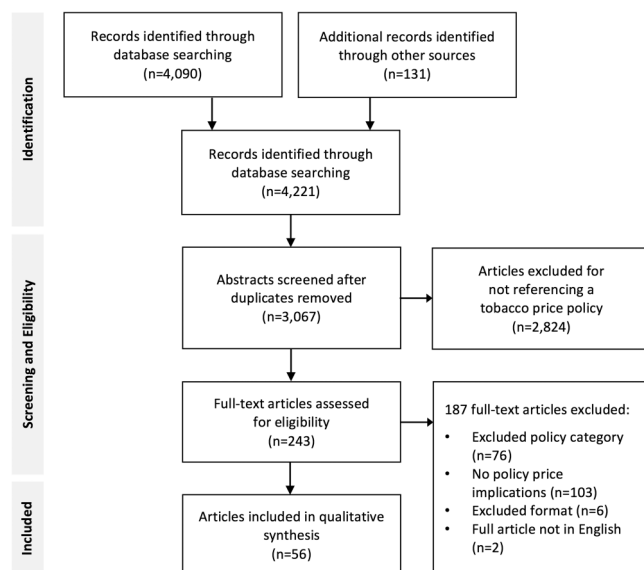 Identification
Records identified through
database searching
(n=4,090)
Additional records identified
through other sources
(n=131)
Records identified through
database searching
(n=4,221)
Screening and Eligibility
Abstracts screened after
duplicates removed
(n=3,067)
Articles excluded for
not referencing a
tobacco price policy
(n=2,824)
Full-text articles assessed
for eligibility
(n=243)
187 full-text articles excluded:
• Excluded policy category
(n=76)
• No policy price
implications (n=103)
• Excluded format (n=6)
• Full article not in English
(n=2)
Included
Articles included in qualitative
synthesis
(n=56)